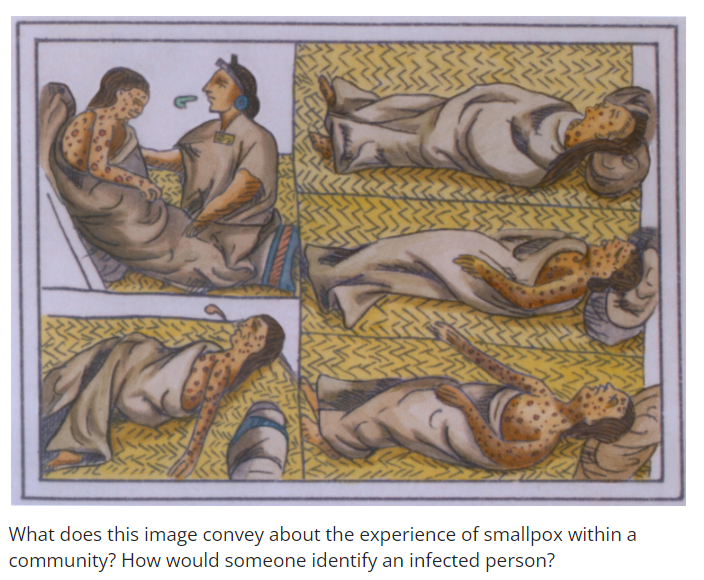 What does this image convey about the experience of smallpox within a
community? How would someone identify an infected person?